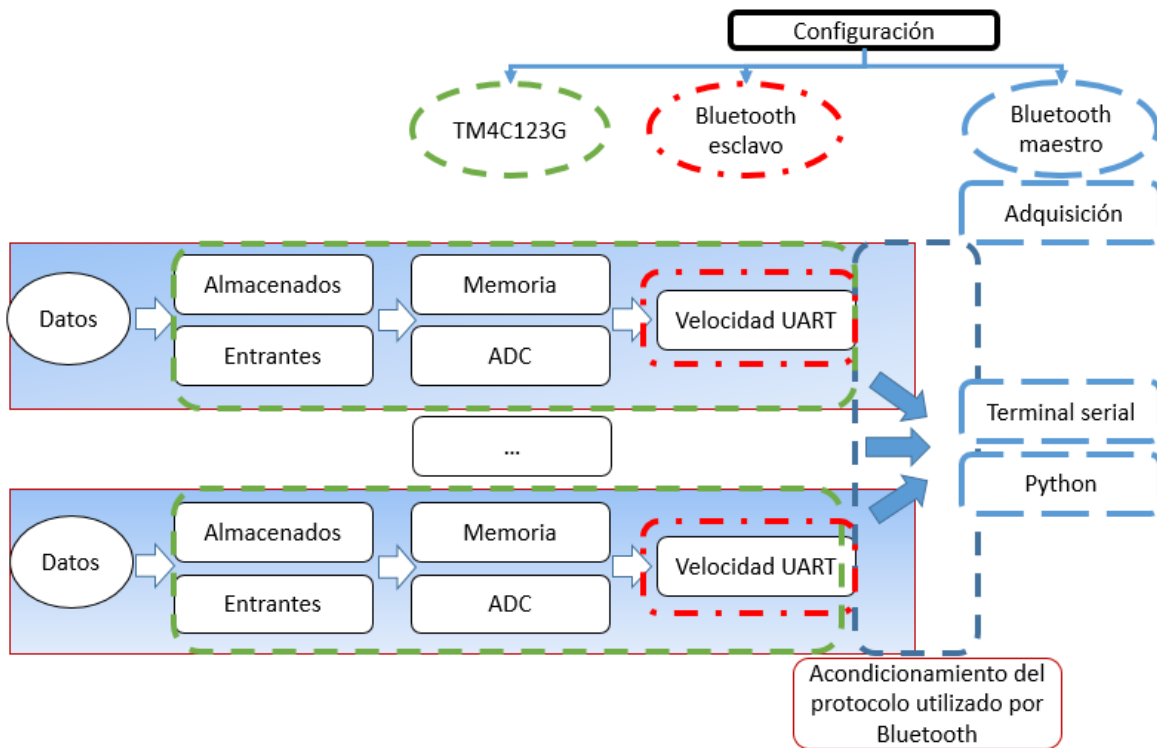 Configuración
TM4C123G
Bluetooth
esclavo
Bluetooth
maestro
Adquisición
Datos
Almacenados
Entrantes
Memoria
ADC
Velocidad UART
...
Terminal serial
Python
Datos
Almacenados
Entrantes
Memoria
ADC
Velocidad UART
Acondicionamiento del
protocolo utilizado por
Bluetooth